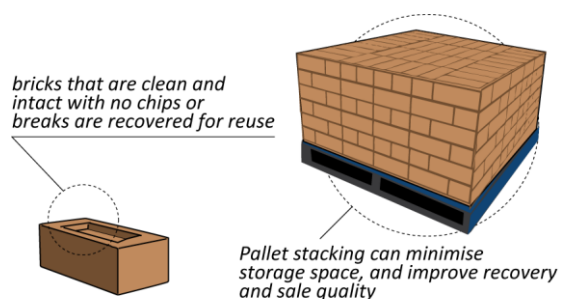 bricks that are clean and
intact with no chips or
breaks are recovered for reuse
Pallet stacking can minimise
storage space, and improve recovery
and sale quality